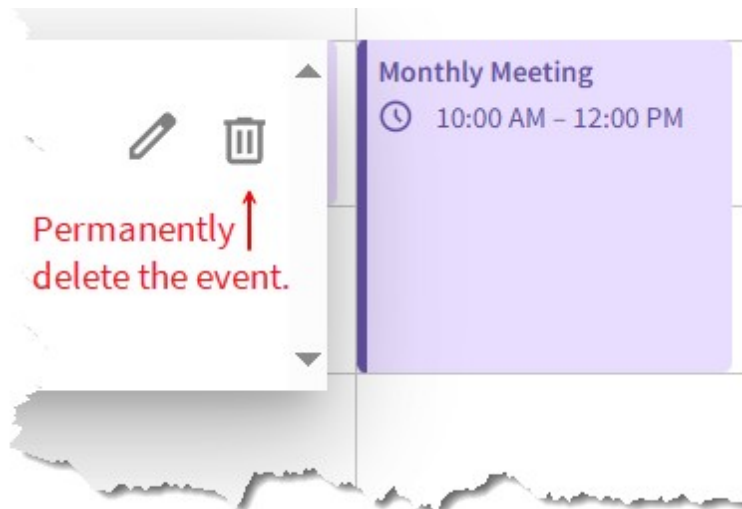 Monthly Meeting
10:00 AM – 12:00 PM
Permanently
delete the event.